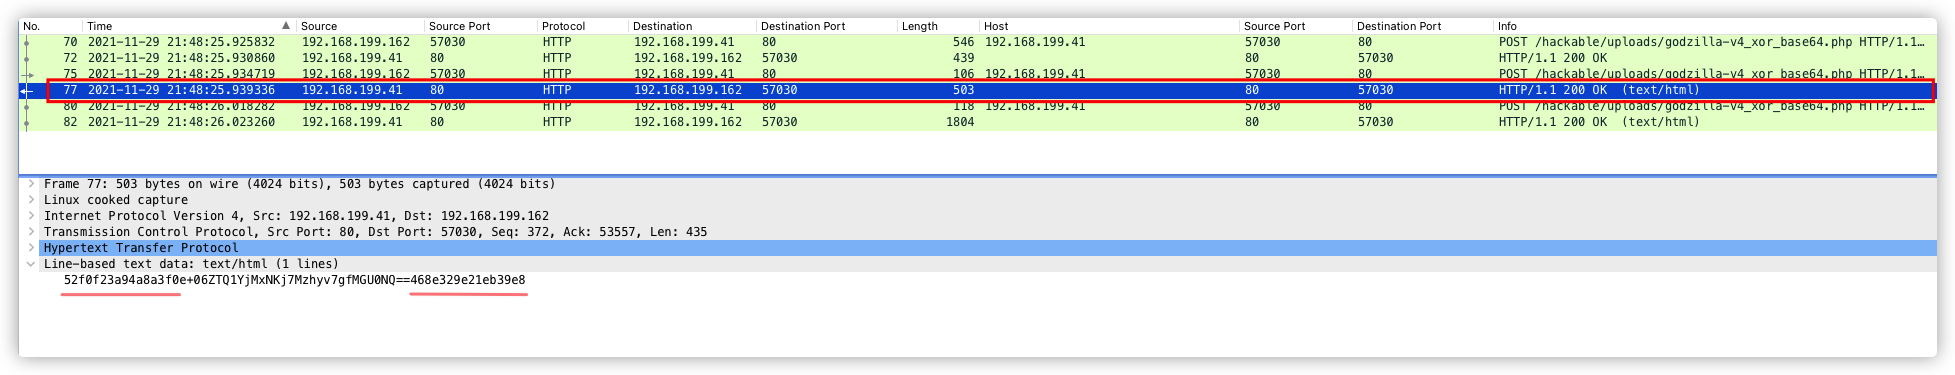 No. Time Source Source Port Protocol Destination Destination Port Length Host Source Port Destination Port Info
70 2021-11-29 21:48:25.925832 192.168.199.162 57030 HTTP 192.168.199.41 80 546 192.168.199.41 57030 80 POST /hackable/uploads/godzilla-v4_xor_base64.php HTTP/1.1…
72 2021-11-29 21:48:25.930860 192.168.199.41 80 HTTP 192.168.199.162 57030 439 80 57030 HTTP/1.1 200 OK
75 2021-11-29 21:48:25.934719 192.168.199.162 57030 HTTP 192.168.199.41 80 106 192.168.199.41 57030 80 POST /hackable/uploads/godzilla-v4_xor_base64.php HTTP/1.1…
77 2021-11-29 21:48:25.939336 192.168.199.41 80 HTTP 192.168.199.162 57030 503 80 57030 HTTP/1.1 200 OK (text/html)
80 2021-11-29 21:48:26.018282 192.168.199.162 57030 HTTP 192.168.199.41 80 118 192.168.199.41 57030 80 POST /hackable/uploads/godzilla-v4_xor_base64.php HTTP/1.1…
82 2021-11-29 21:48:26.023260 192.168.199.41 80 HTTP 192.168.199.162 57030 1804 80 57030 HTTP/1.1 200 OK (text/html)
Frame 77: 503 bytes on wire (4024 bits), 503 bytes captured (4024 bits)
Linux cooked capture
Internet Protocol Version 4, Src: 192.168.199.41, Dst: 192.168.199.162
Transmission Control Protocol, Src Port: 80, Dst Port: 57030, Seq: 372, Ack: 53557, Len: 435
Hypertext Transfer Protocol
Line-based text data: text/html (1 lines)
52f0f23a94a8a3f0e+06ZTQ1YjMxNKj7Mzhyv7gfMGU0NQ==468e329e21eb39e8